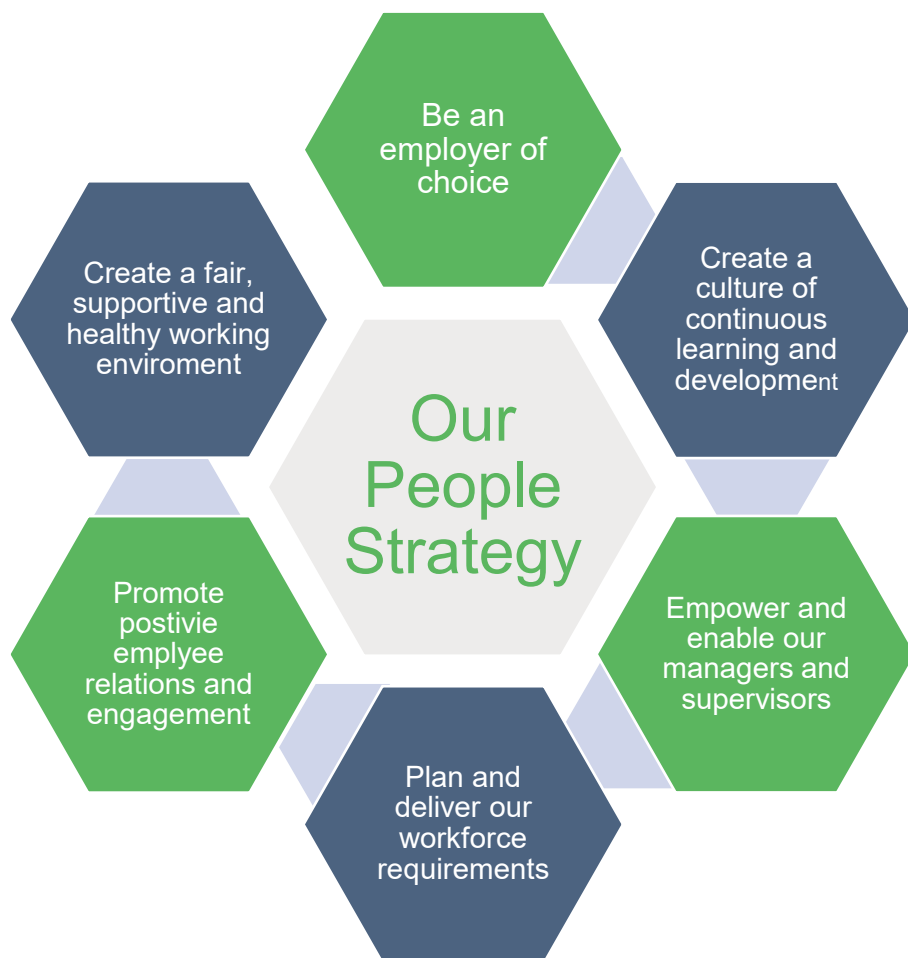 Be an
employer of
choice
Create a
culture of
continuous
learning and
development
Empower and
enable our
managers and
supervisors
Plan and
deliver our
workforce
requirements
Promote
postivie
emplyee
relations and
engagement
Create a fair,
supportive and
healthy working
enviroment
Our
People
Strategy